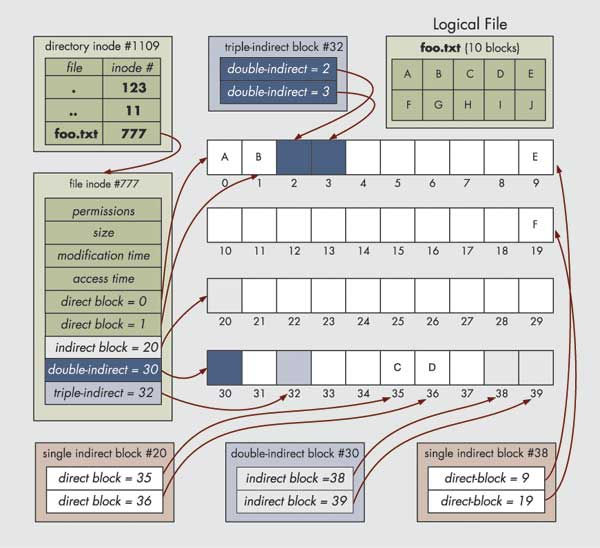 Logical File
directory inode #1109
file inode #
. 123
.. 11
foo.txt 777
triple-indirect block #32
double-indirect = 2
double-indirect = 3
foo.txt (10 blocks)
A B C D E
F G H I J
A B E
0 1 2 3 4 5 6 7 8 9
F
10 11 12 13 14 15 16 17 18 19
20 21 22 23 24 25 26 27 28 29
C D
30 31 32 33 34 35 36 37 38 39
file inode #777
permissions
size
modification time
access time
direct block = 0
direct block = 1
indirect block = 20
double-indirect = 30
triple-indirect = 32
single indirect block #20
direct block = 35
direct block = 36
double-indirect block #30
indirect block =38
indirect block = 39
single indirect block #38
direct-block = 9
direct-block = 19